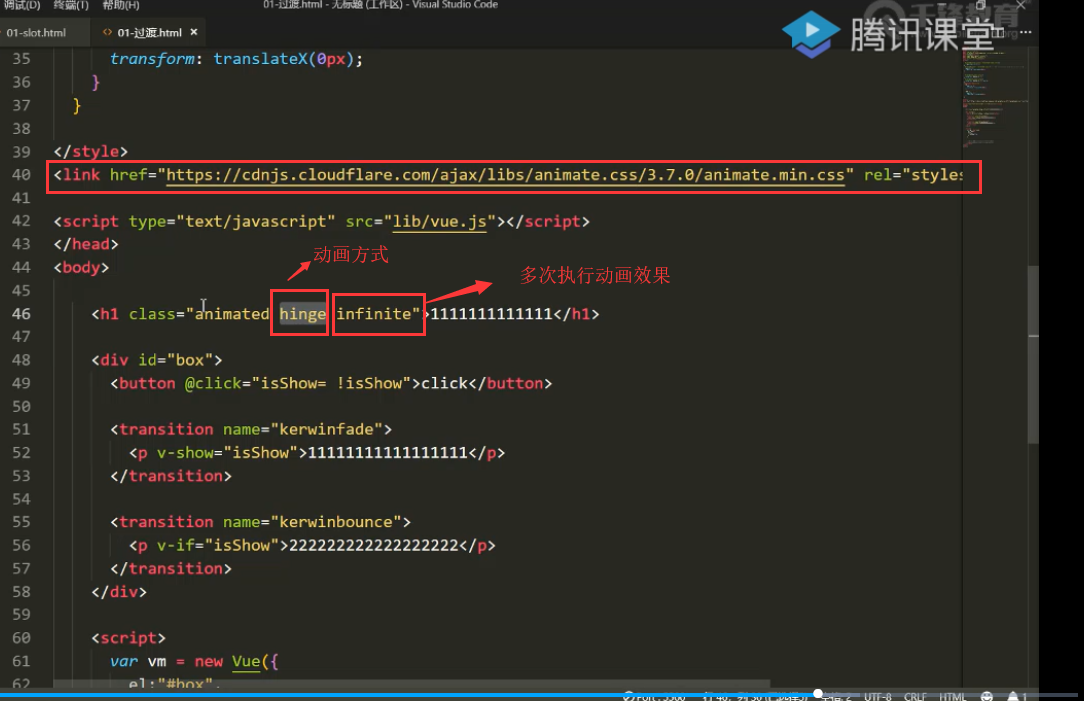 调试(D) 终端(T) 帮助(H) 01-过渡.html - 无标题 (工作区) - Visual Studio Code
01-slot.html <> 01-过渡.html ×
腾讯课堂
35 transform: translateX(0px);
36 }
37 }
38
39 </style>
40 <link href="https://cdnjs.cloudflare.com/ajax/libs/animate.css/3.7.0/animate.min.css" rel="styles
41
42 <script type="text/javascript" src="lib/vue.js"></script>
43 </head>
动画方式
44 <body>
多次执行动画效果
45
46 <h1 class="animated hinge infinite">1111111111111</h1>
47
48 <div id="box">
49 <button @click="isShow= !isShow">click</button>
50
51 <transition name="kerwinfade">
52 <p v-show="isShow">11111111111111111</p>
53 </transition>
54
55 <transition name="kerwinbounce">
56 <p v-if="isShow">222222222222222222</p>
57 </transition>
58 </div>
59
60 <script>
61 var vm = new Vue({
62 el:"#box",
UTF-8 CRLF HTML 1